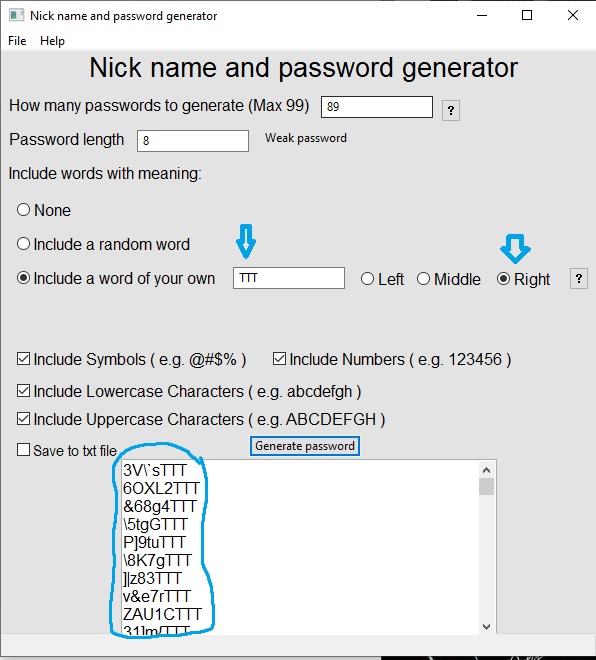 Nick name and password generator
File Help
Nick name and password generator
How many passwords to generate (Max 99) 89 ?
Password length 8 Weak password
Include words with meaning:
None
Include a random word
Include a word of your own TTT Left Middle Right ?
Include Symbols ( e.g. @#$% ) Include Numbers ( e.g. 123456 )
Include Lowercase Characters ( e.g. abcdefgh )
Include Uppercase Characters ( e.g. ABCDEFGH )
Save to txt file Generate password
3V\`sTTT
6OXL2TTT
&68g4TTT
\5tgGTTT
P]9tuTTT
\8K7gTTT
]|z83TTT
v&e7rTTT
ZAU1CTTT